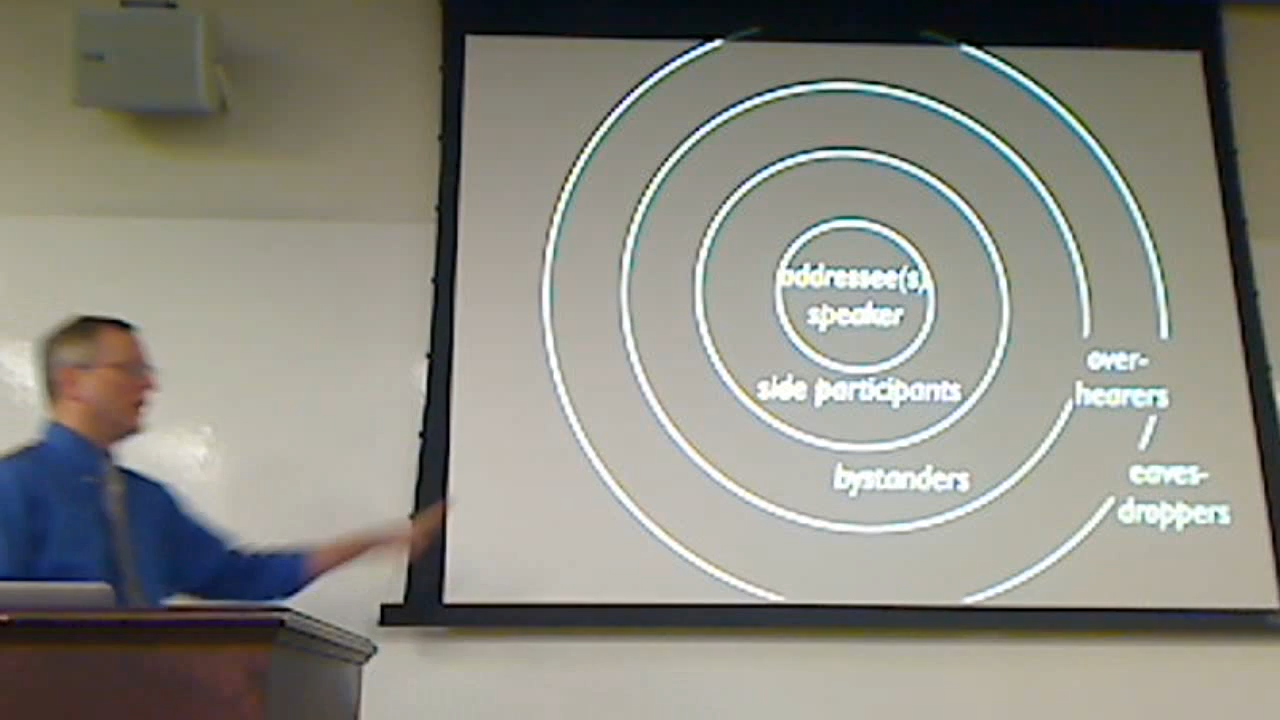 addressee(s)
speaker
side participants
bystanders
over-
hearers
eaves-
droppers